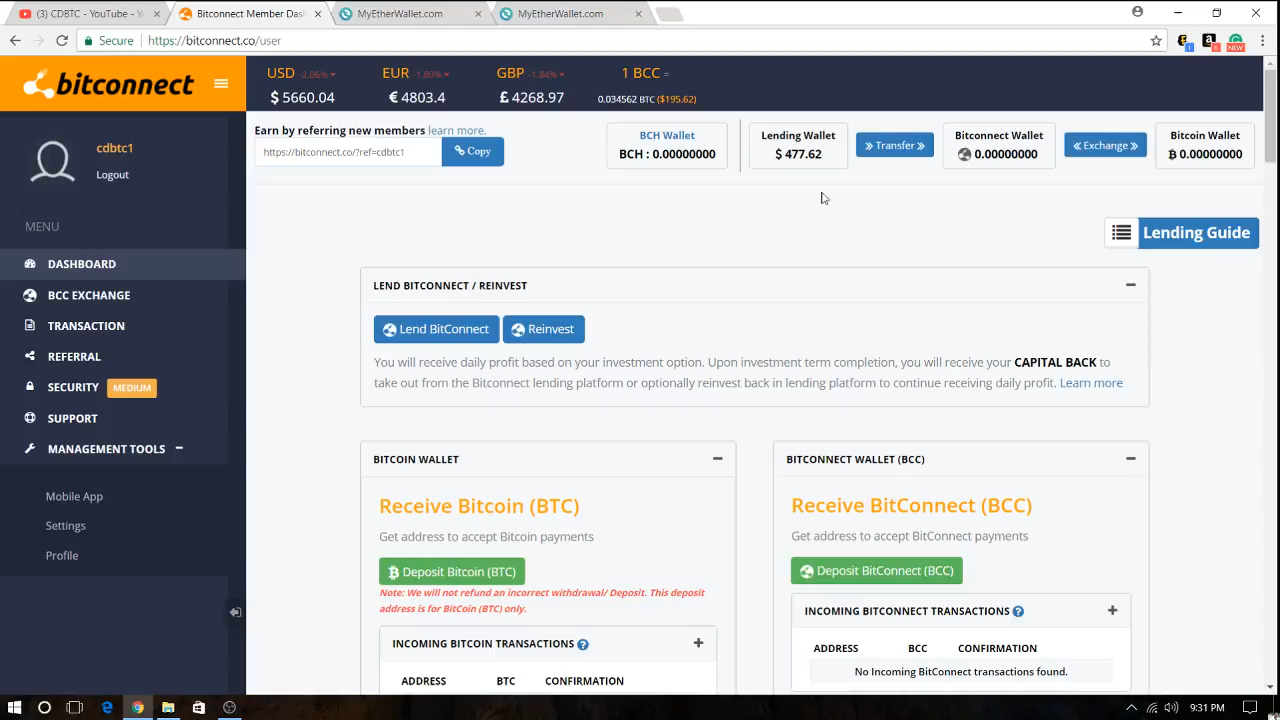 (3) CDBTC - YouTube - Y
Bitconnect Member Das
MyEtherWallet.com
MyEtherWallet.com
Secure
https://bitconnect.co/user
1
6
NEW
bitconnect
USD -2.06%
EUR -1.80%
GBP -1.84%
1 BCC =
$ 5660.04
€ 4803.4
£ 4268.97
0.034562 BTC ($195.62)
cdbtc1
Logout
MENU
DASHBOARD
BCC EXCHANGE
TRANSACTION
REFERRAL
SECURITY MEDIUM
SUPPORT
MANAGEMENT TOOLS
Mobile App
Settings
Profile
Earn by referring new members learn more.
https://bitconnect.co/?ref=cdbtc1
Copy
BCH Wallet
BCH : 0.00000000
Lending Wallet
$ 477.62
Transfer
Bitconnect Wallet
0.00000000
Exchange
Bitcoin Wallet
0.00000000
Lending Guide
LEND BITCONNECT / REINVEST
Lend BitConnect
Reinvest
You will receive daily profit based on your investment option. Upon investment term completion, you will receive your CAPITAL BACK to
take out from the Bitconnect lending platform or optionally reinvest back in lending platform to continue receiving daily profit. Learn more
BITCOIN WALLET
Receive Bitcoin (BTC)
Get address to accept Bitcoin payments
Deposit Bitcoin (BTC)
Note: We will not refund an incorrect withdrawal/ Deposit. This deposit
address is for BitCoin (BTC) only.
INCOMING BITCOIN TRANSACTIONS
ADDRESS BTC CONFIRMATION
BITCONNECT WALLET (BCC)
Receive BitConnect (BCC)
Get address to accept BitConnect payments
Deposit BitConnect (BCC)
INCOMING BITCONNECT TRANSACTIONS
ADDRESS BCC CONFIRMATION
No Incoming BitConnect transactions found.
9:31 PM